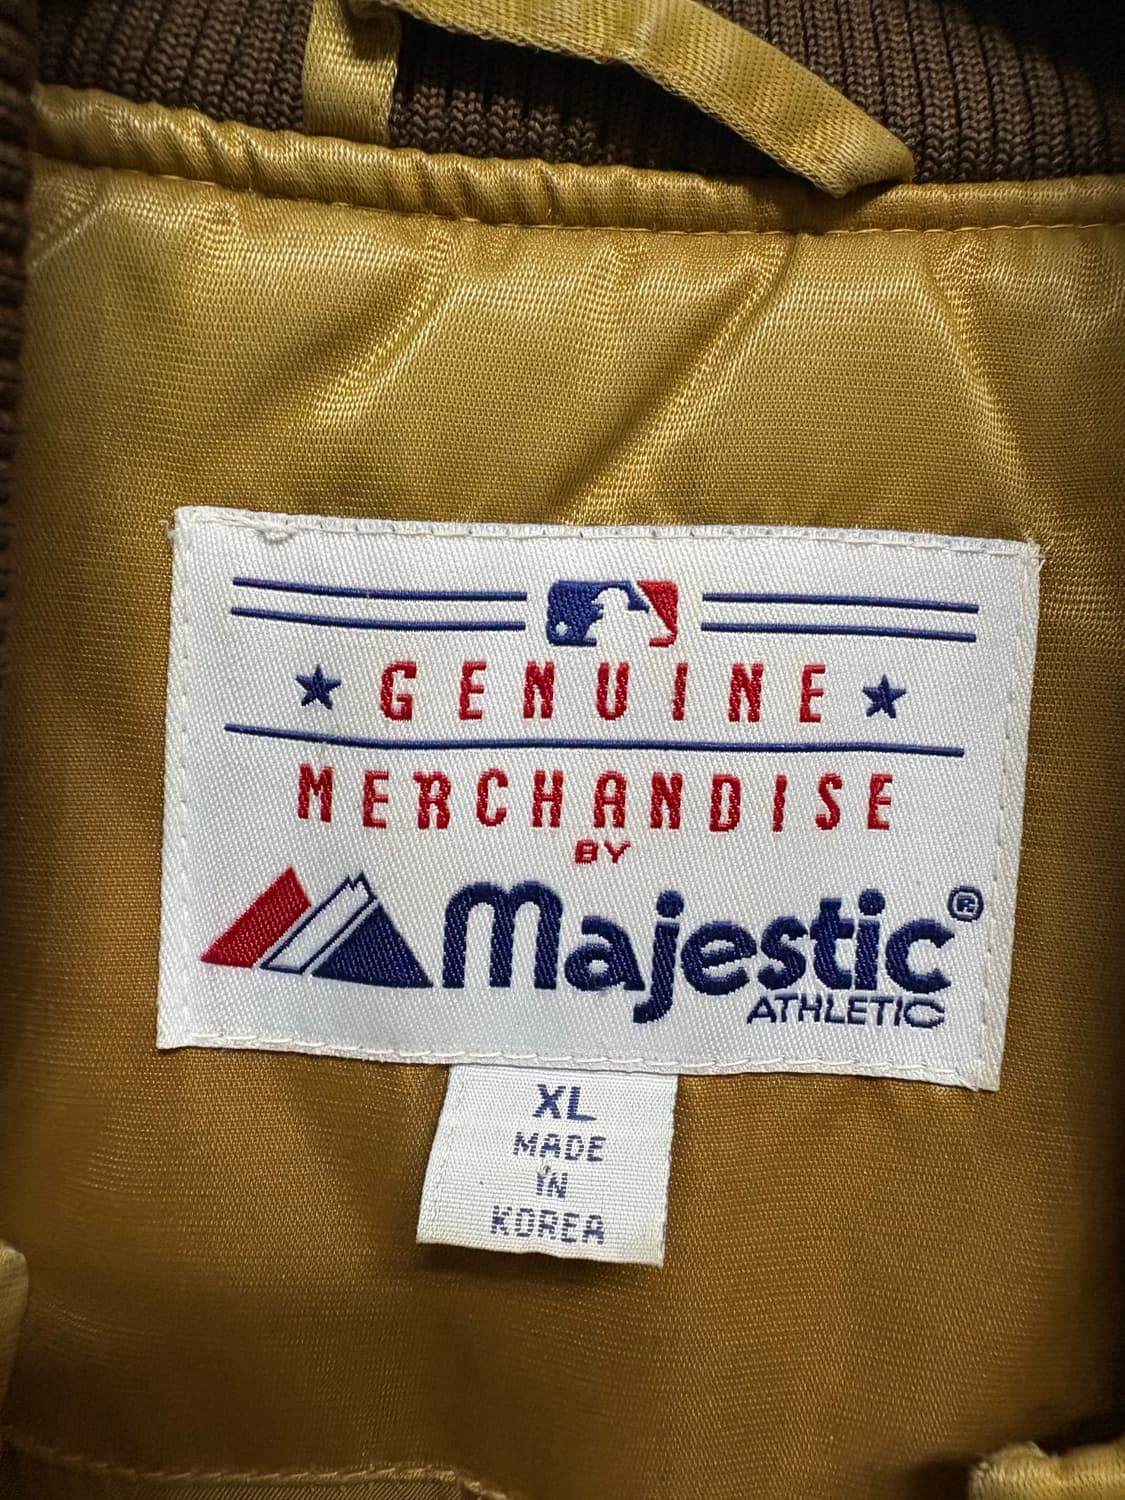 GENUINE
MERCHANDISE
BY
Majestic®
ATHLETIC
XL
MADE
IN
KOREA